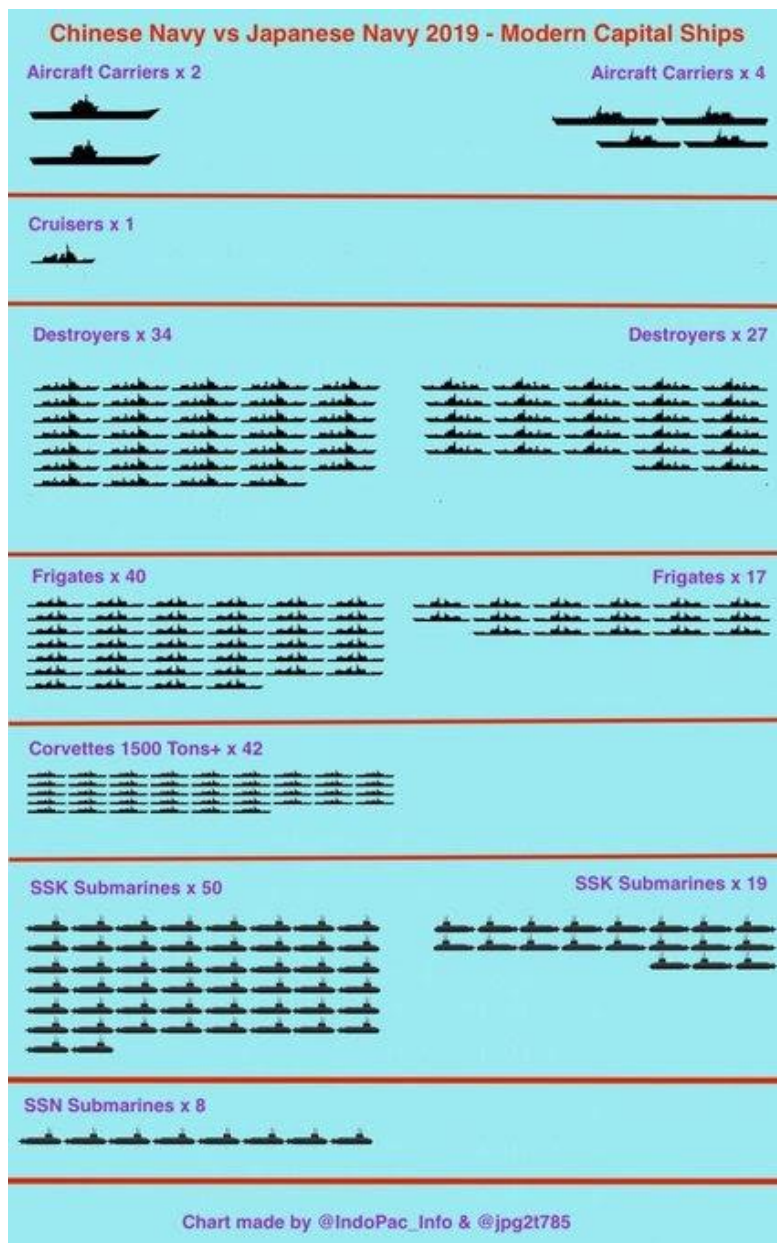 Chinese Navy vs Japanese Navy 2019 - Modern Capital Ships
Aircraft Carriers x 2
Aircraft Carriers x 4
Cruisers x 1
Destroyers x 34
Destroyers x 27
Frigates x 40
Frigates x 17
Corvettes 1500 Tons+ x 42
SSK Submarines x 50
SSK Submarines x 19
SSN Submarines x 8
Chart made by @IndoPac_Info & @jpg2t785